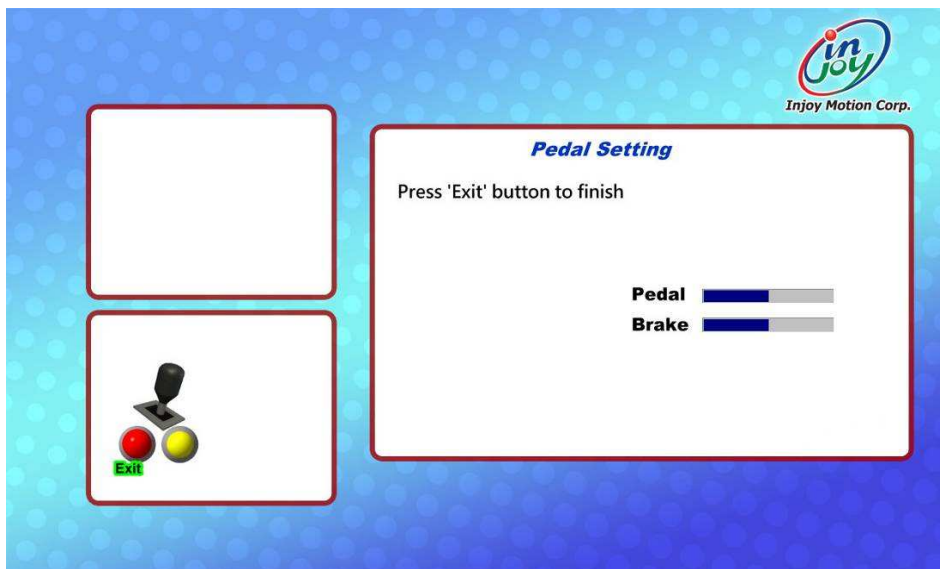 in
joy
Injoy Motion Corp.
Pedal Setting
Press 'Exit' button to finish
Pedal
Brake
Exit